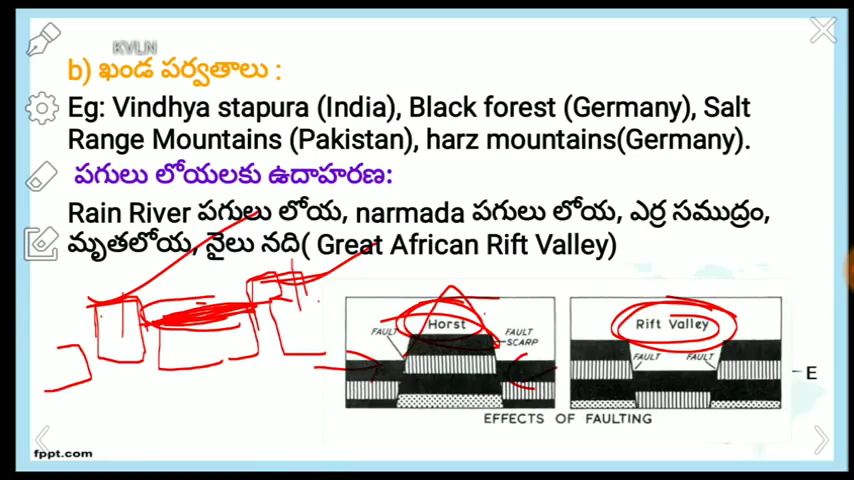 KVLN
b) ఖండ పర్వతాలు :
Eg: Vindhya stapura (India), Black forest (Germany), Salt
Range Mountains (Pakistan), harz mountains(Germany).
పగులు లోయలకు ఉదాహరణ:
Rain River పగులు లోయ, narmada పగులు లోయ, ఎర్ర సముద్రం,
మృతలోయ, నైలు నది( Great African Rift Valley)
Horst
FAULT
FAULT
SCARP
Rift Valley
FAULT
FAULT
E
EFFECTS OF FAULTING
fppt.com